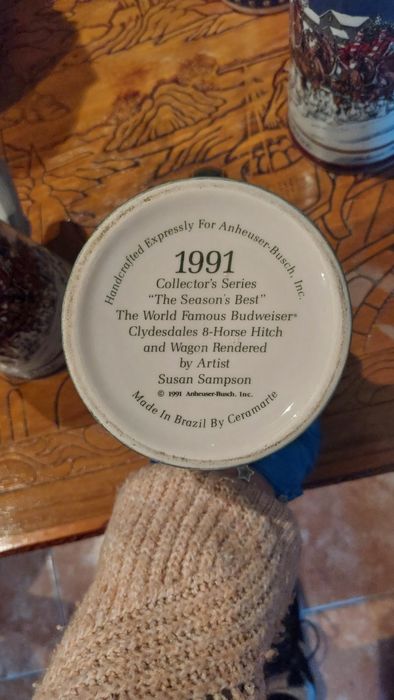 Handcrafted Expressly For Anheuser-Busch, Inc.
1991
Collector's Series
"The Season's Best"
The World Famous Budweiser®
Clydesdales 8-Horse Hitch
and Wagon Rendered
by Artist
Susan Sampson
© 1991 Anheuser-Busch, Inc.
Made In Brazil By Ceramarte